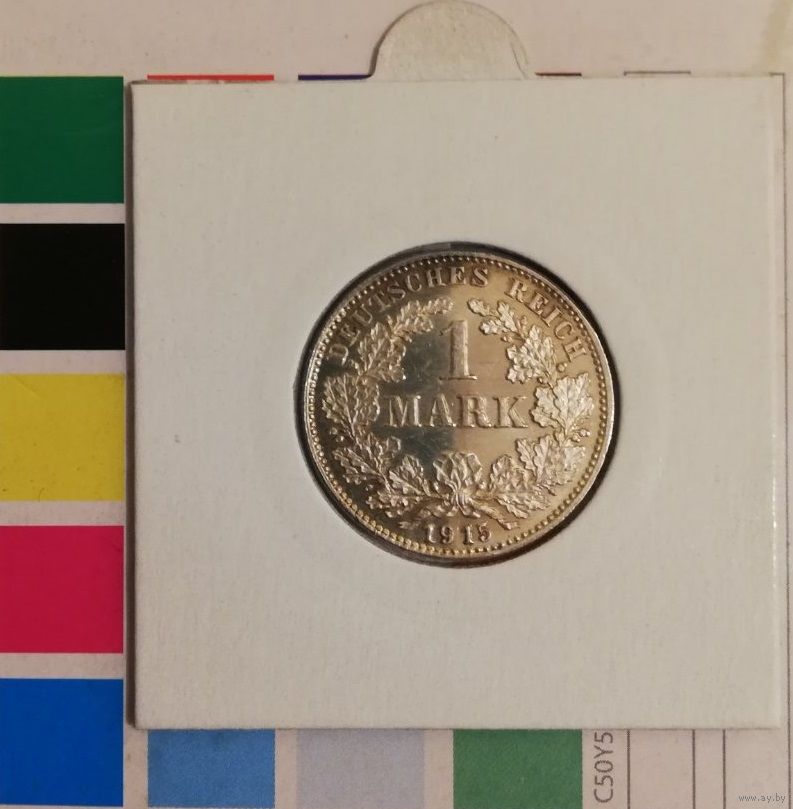 DEUTSCHES REICH
1
MARK
1915
C50Y5
www.ay.by